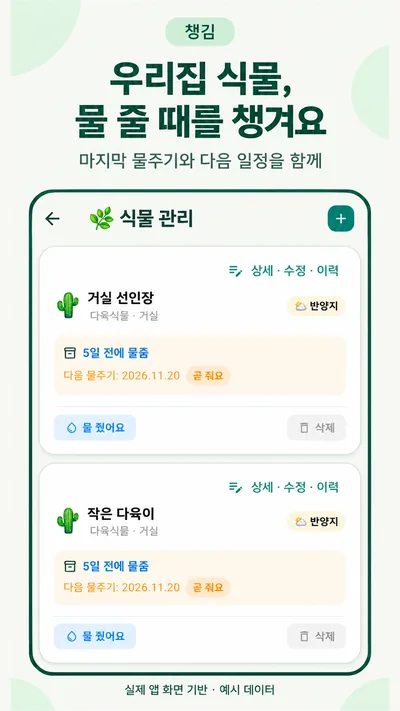 챙김
우리집 식물,
물 줄 때를 챙겨요
마지막 물주기와 다음 일정을 함께
식물 관리
상세 · 수정 · 이력
거실 선인장
다육식물 · 거실
반양지
5일 전에 물줌
다음 물주기: 2026.11.20 곧 줘요
물 줬어요
삭제
상세 · 수정 · 이력
작은 다육이
다육식물 · 거실
반양지
5일 전에 물줌
다음 물주기: 2026.11.20 곧 줘요
물 줬어요
삭제
실제 앱 화면 기반 · 예시 데이터